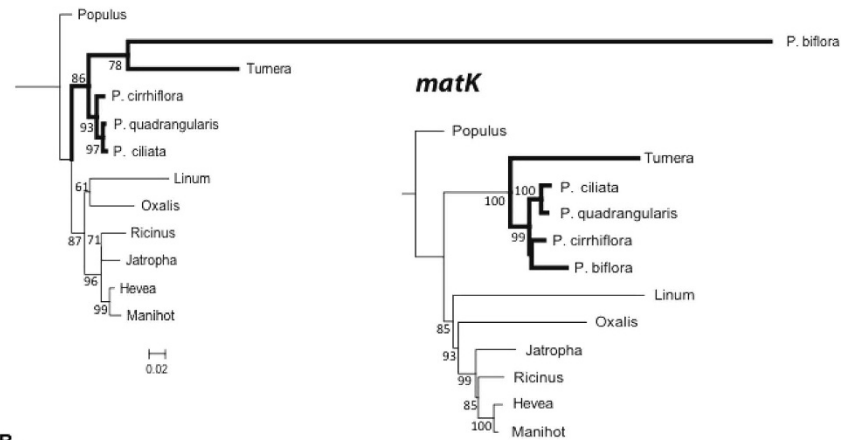 Populus
P. biflora
78
Turnera
86
P. cirrhiflora
93
P. quadrangularis
97
P. ciliata
61
Linum
Oxalis
87
71
Ricinus
Jatropha
96
Hevea
99
Manihot
0.02
matK
Populus
Turnera
100
100
P. ciliata
P. quadrangularis
99
P. cirrhiflora
P. biflora
Linum
85
Oxalis
93
Jatropha
99
Ricinus
85
Hevea
100
Manihot